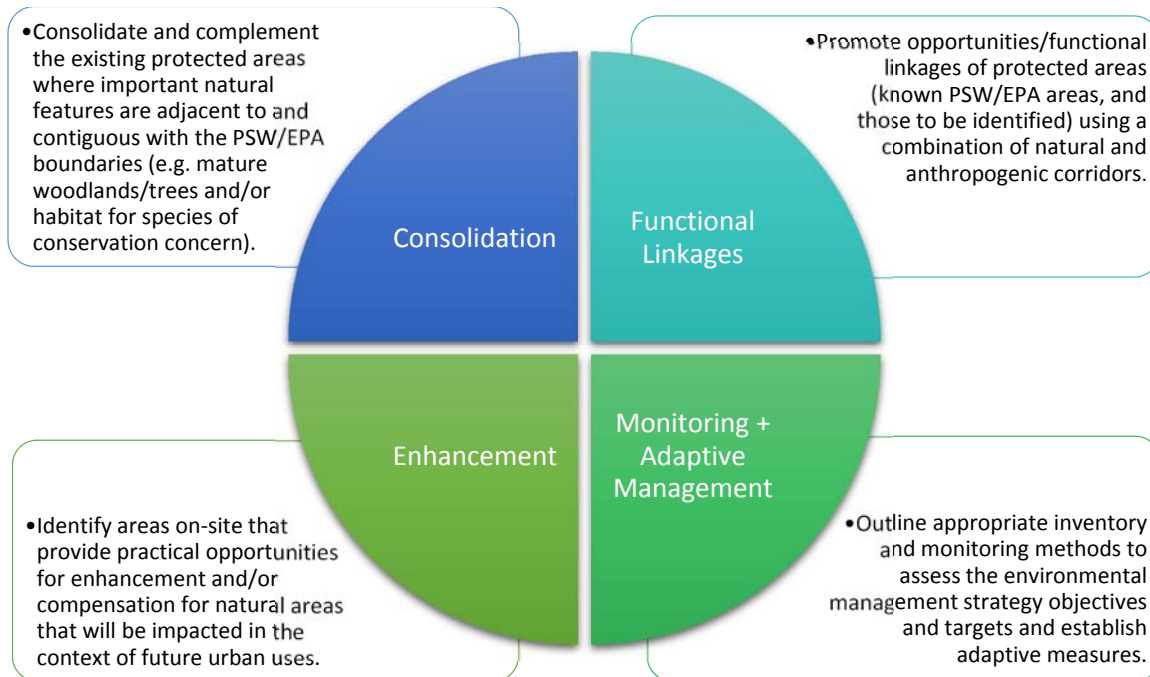 •Consolidate and complement
the existing protected areas
where important natural
features are adjacent to and
contiguous with the PSW/EPA
boundaries (e.g. mature
woodlands/trees and/or
habitat for species of
conservation concern).
Consolidation
•Promote opportunities/functional
linkages of protected areas
(known PSW/EPA areas, and
those to be identified) using a
combination of natural and
anthropogenic corridors.
Functional
Linkages
Enhancement
•Identify areas on-site that
provide practical opportunities
for enhancement and/or
compensation for natural areas
that will be impacted in the
context of future urban uses.
Monitoring +
Adaptive
Management
•Outline appropriate inventory
and monitoring methods to
assess the environmental
management strategy objectives
and targets and establish
adaptive measures.